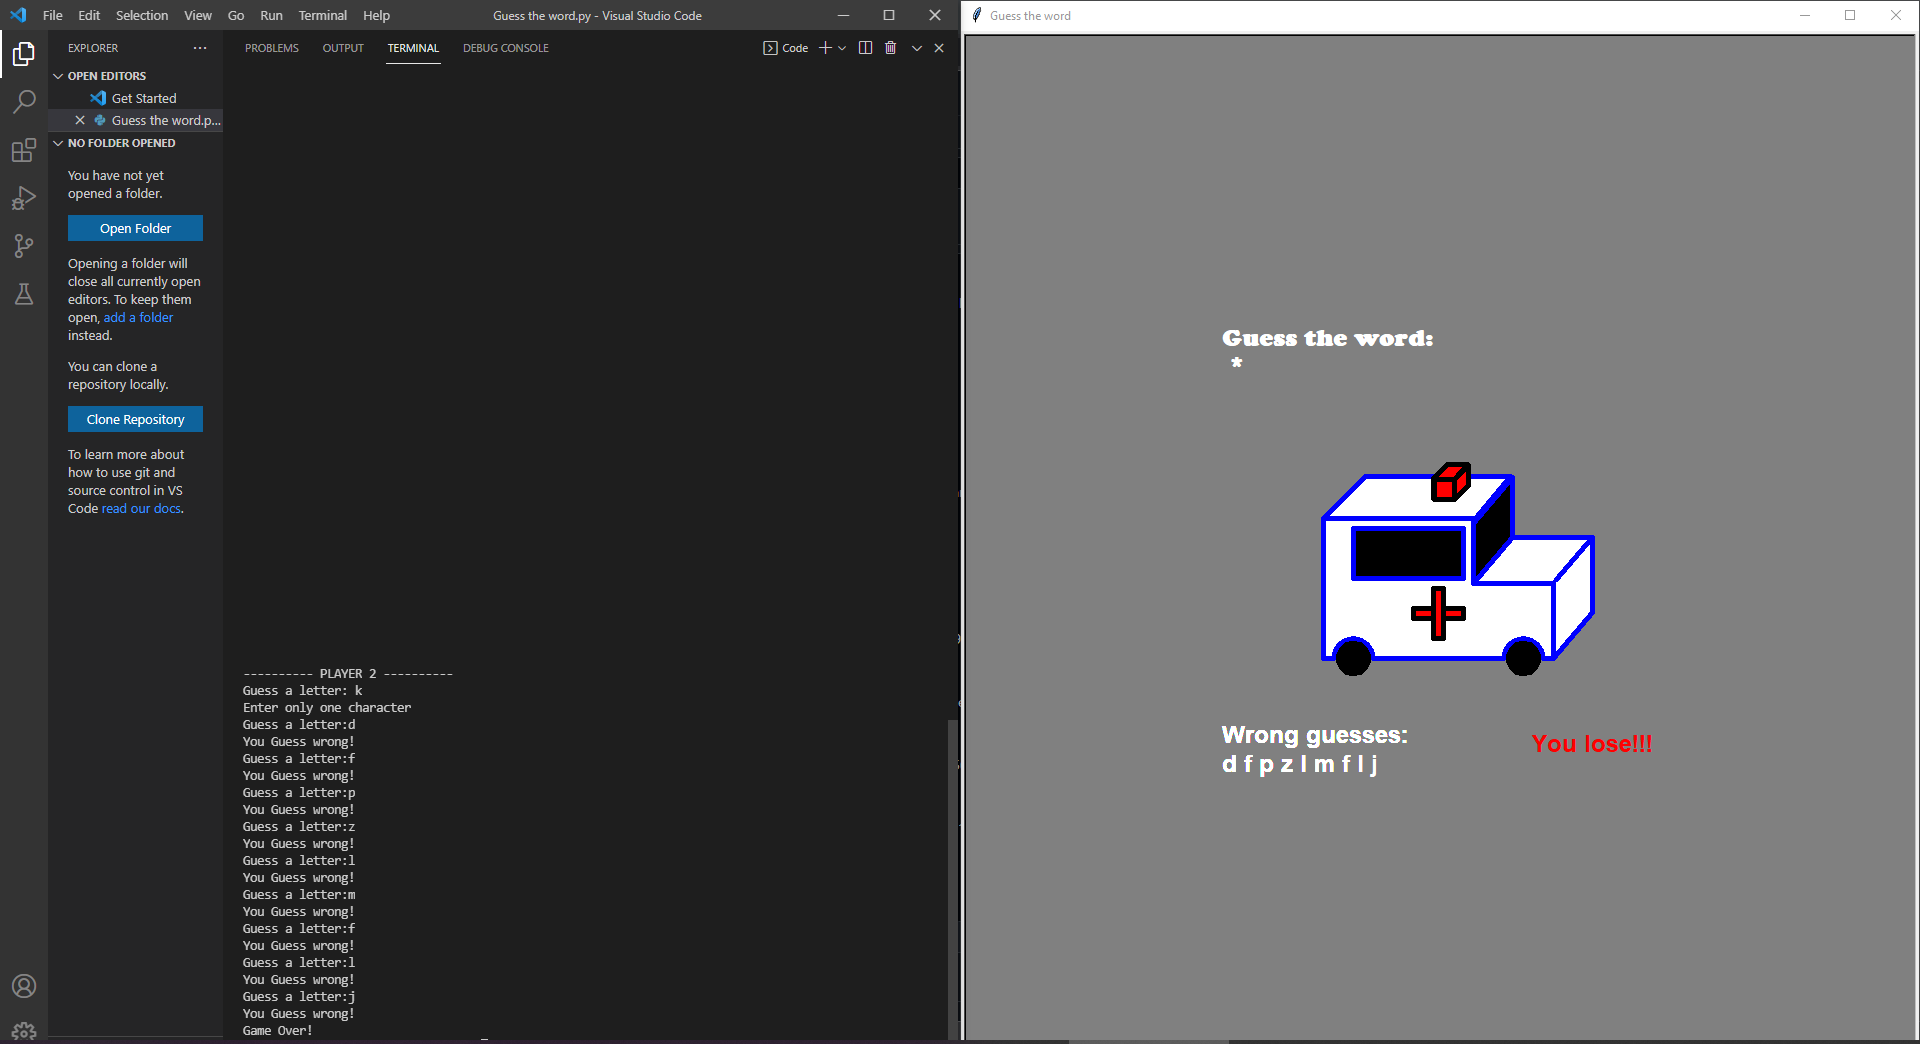 File Edit Selection View Go Run Terminal Help
Guess the word.py - Visual Studio Code
EXPLORER
OPEN EDITORS
Get Started
Guess the word.p...
NO FOLDER OPENED
You have not yet
opened a folder.
Open Folder
Opening a folder will
close all currently open
editors. To keep them
open, add a folder
instead.
You can clone a
repository locally.
Clone Repository
To learn more about
how to use git and
source control in VS
Code read our docs.
PROBLEMS OUTPUT TERMINAL DEBUG CONSOLE
Code
---------- PLAYER 2 ----------
Guess a letter: k
Enter only one character
Guess a letter:d
You Guess wrong!
Guess a letter:f
You Guess wrong!
Guess a letter:p
You Guess wrong!
Guess a letter:z
You Guess wrong!
Guess a letter:l
You Guess wrong!
Guess a letter:m
You Guess wrong!
Guess a letter:f
You Guess wrong!
Guess a letter:l
You Guess wrong!
Guess a letter:j
You Guess wrong!
Game Over!
Guess the word
Guess the word:
*
Wrong guesses:
d f p z l m f l j
You lose!!!